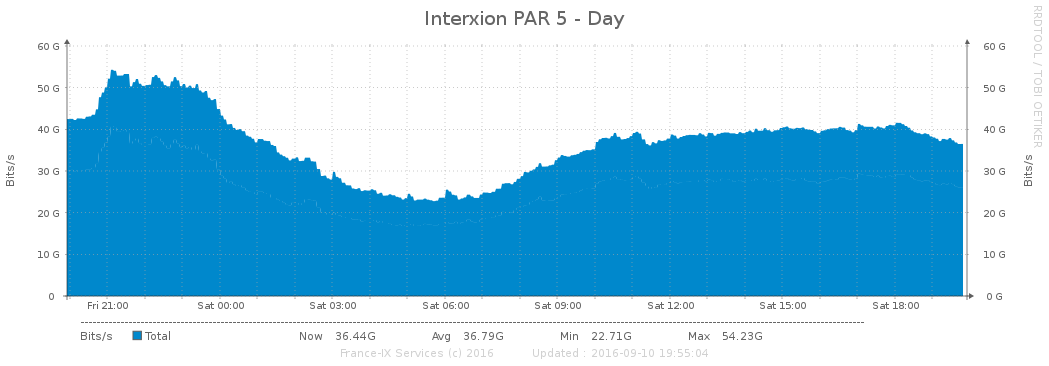 Interxion PAR 5 - Day
RRDTOOL / TOBI OETIKER
60 G 60 G
50 G 50 G
40 G 40 G
30 G 30 G
20 G 20 G
10 G 10 G
0 0 G
Bits/s Bits/s
Fri 21:00 Sat 00:00 Sat 03:00 Sat 06:00 Sat 09:00 Sat 12:00 Sat 15:00 Sat 18:00
Bits/s Total Now 36.44G Avg 36.79G Min 22.71G Max 54.23G
France-IX Services (c) 2016 Updated : 2016-09-10 19:55:04